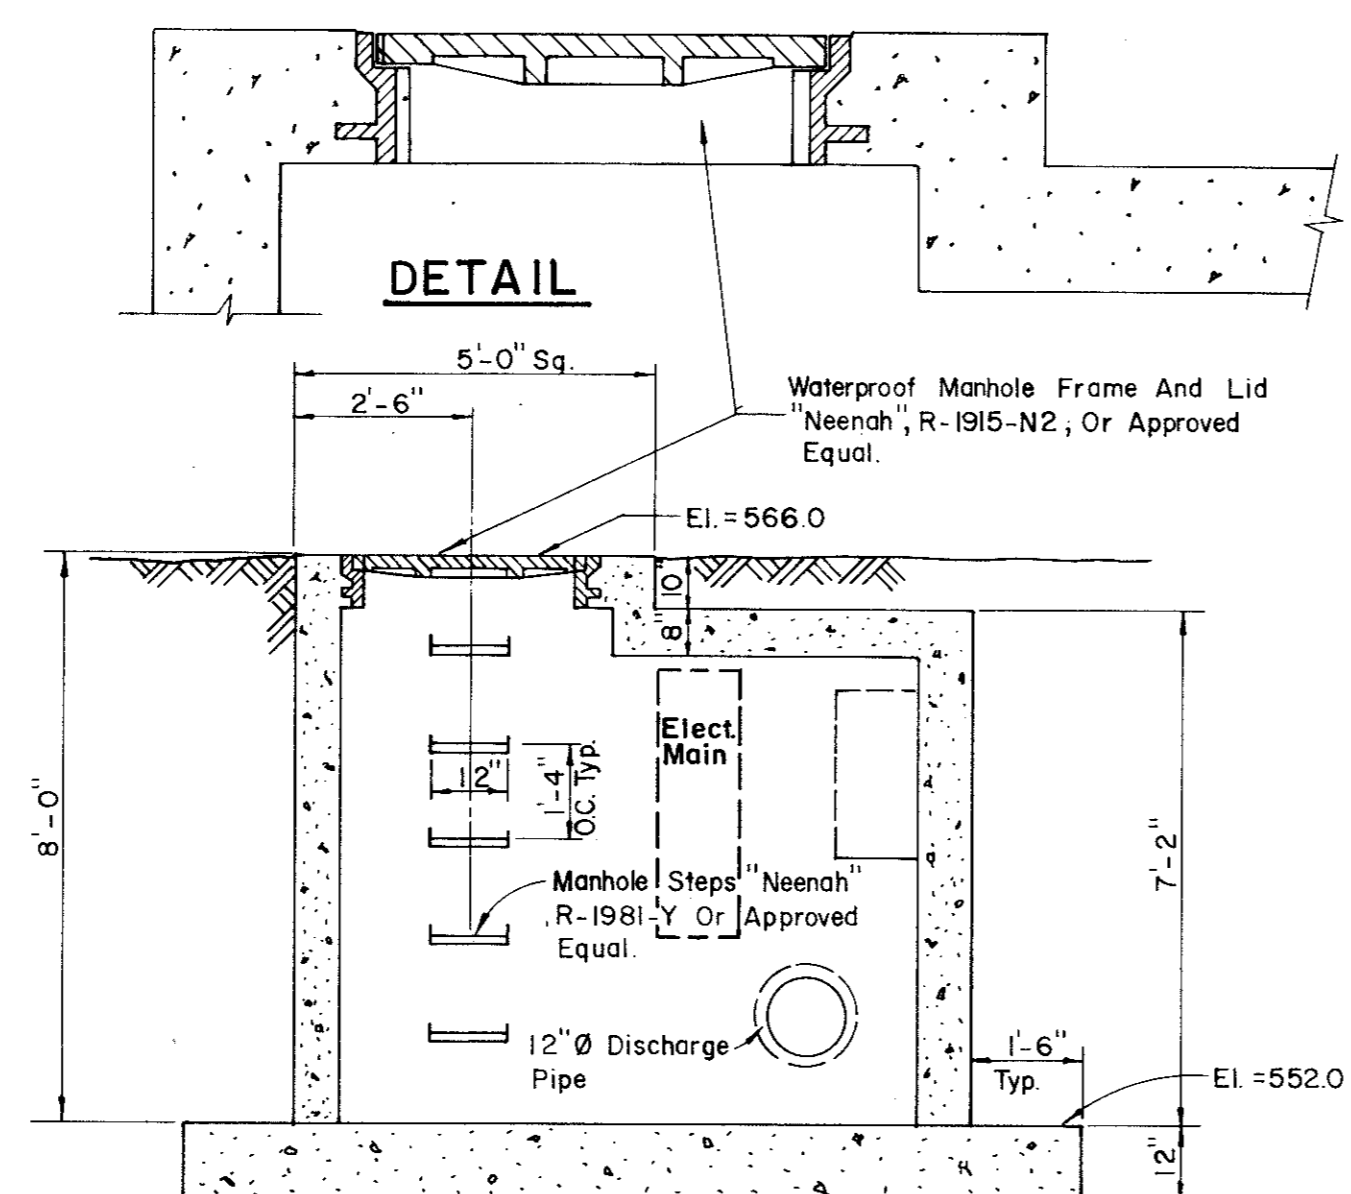 DETAIL
5'-0" Sq.
2'-6"
Waterproof Manhole Frame And Lid
"Neenah", R-1915-N2, Or Approved
Equal.
El. = 566.0
10"
8"
Elect.
Main
12"
1'-4"
O.C. Typ.
8'-0"
7'-2"
Manhole Steps "Neenah"
R-1981-Y Or Approved
Equal.
12"Ø Discharge
Pipe
1'-6"
Typ.
El. = 552.0
12"